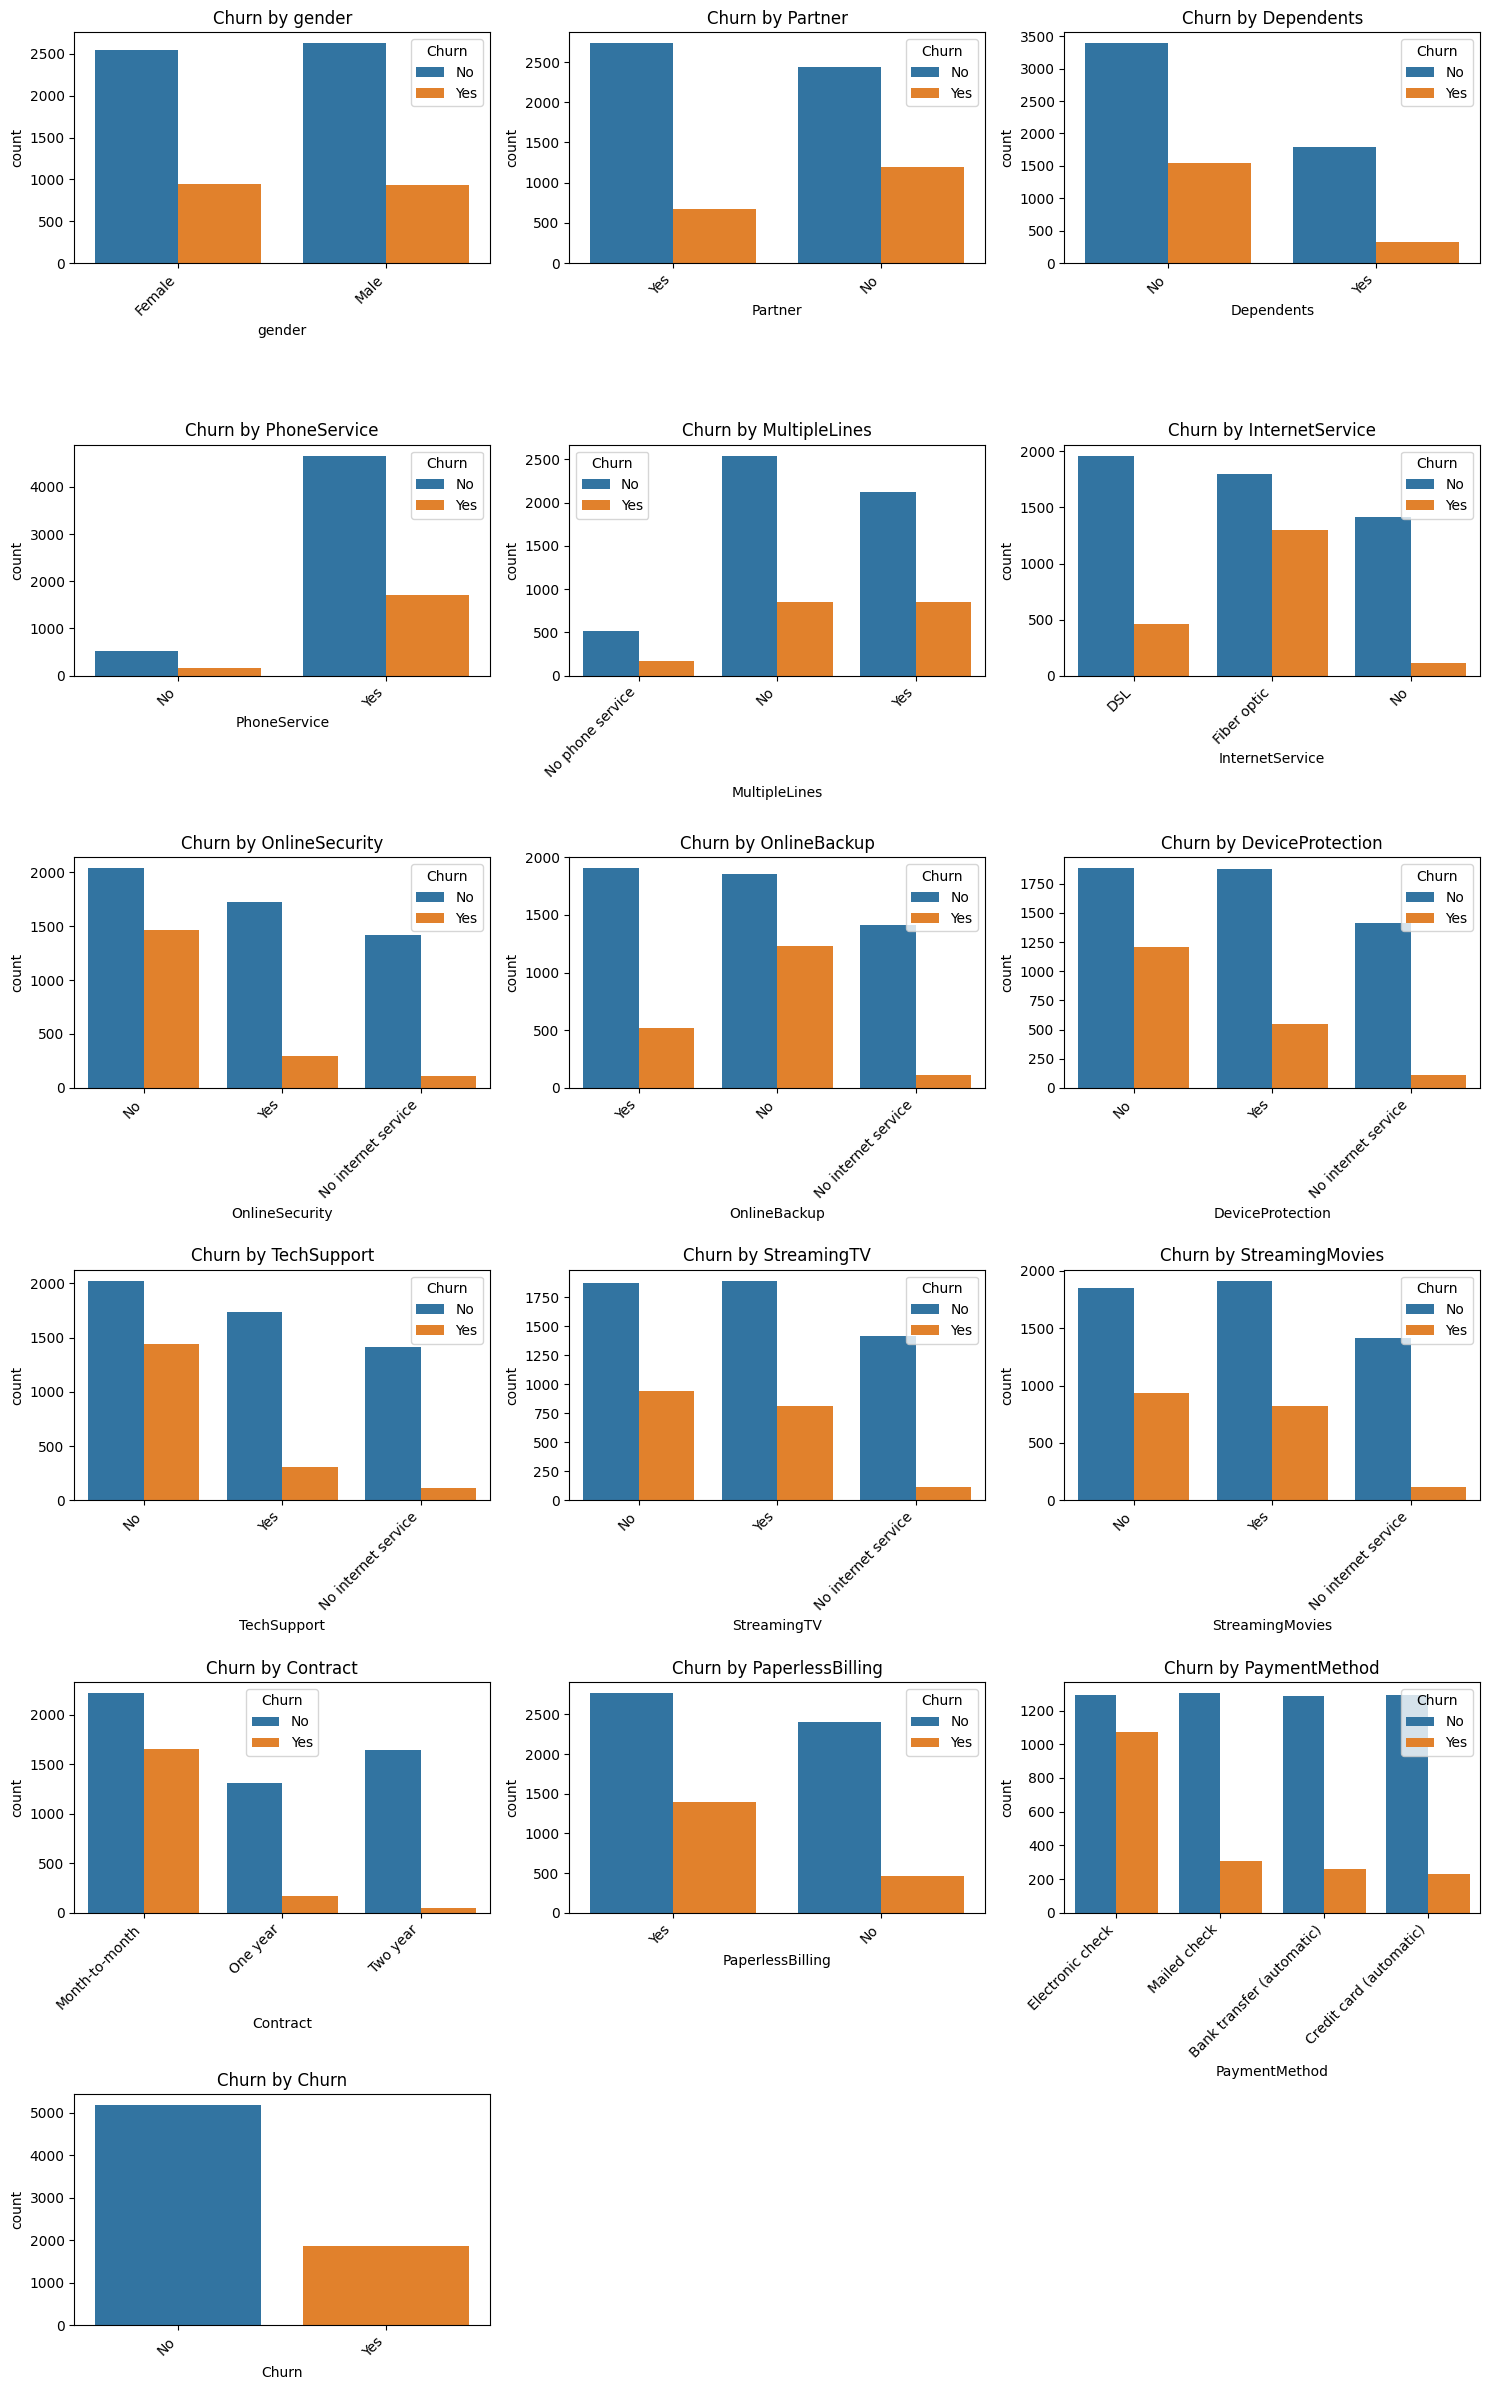 Churn by gender
Churn
No
Yes
2500
2000
1500
1000
500
0
count
Female
Male
gender
Churn by Partner
Churn
No
Yes
2500
2000
1500
1000
500
0
count
Yes
No
Partner
Churn by Dependents
Churn
No
Yes
3500
3000
2500
2000
1500
1000
500
0
count
No
Yes
Dependents
Churn by PhoneService
Churn
No
Yes
4000
3000
2000
1000
0
count
No
Yes
PhoneService
Churn by MultipleLines
Churn
No
Yes
2500
2000
1500
1000
500
0
count
No phone service
No
Yes
MultipleLines
Churn by InternetService
Churn
No
Yes
2000
1500
1000
500
0
count
DSL
Fiber optic
No
InternetService
Churn by OnlineSecurity
Churn
No
Yes
2000
1500
1000
500
0
count
No
Yes
No internet service
OnlineSecurity
Churn by OnlineBackup
Churn
No
Yes
2000
1500
1000
500
0
count
Yes
No
No internet service
OnlineBackup
Churn by DeviceProtection
Churn
No
Yes
1750
1500
1250
1000
750
500
250
0
count
No
Yes
No internet service
DeviceProtection
Churn by TechSupport
Churn
No
Yes
2000
1500
1000
500
0
count
No
Yes
No internet service
TechSupport
Churn by StreamingTV
Churn
No
Yes
1750
1500
1250
1000
750
500
250
0
count
No
Yes
No internet service
StreamingTV
Churn by StreamingMovies
Churn
No
Yes
2000
1500
1000
500
0
count
No
Yes
No internet service
StreamingMovies
Churn by Contract
Churn
No
Yes
2000
1500
1000
500
0
count
Month-to-month
One year
Two year
Contract
Churn by PaperlessBilling
Churn
No
Yes
2500
2000
1500
1000
500
0
count
Yes
No
PaperlessBilling
Churn by PaymentMethod
Churn
No
Yes
1200
1000
800
600
400
200
0
count
Electronic check
Mailed check
Bank transfer (automatic)
Credit card (automatic)
PaymentMethod
Churn by Churn
5000
4000
3000
2000
1000
0
count
No
Yes
Churn